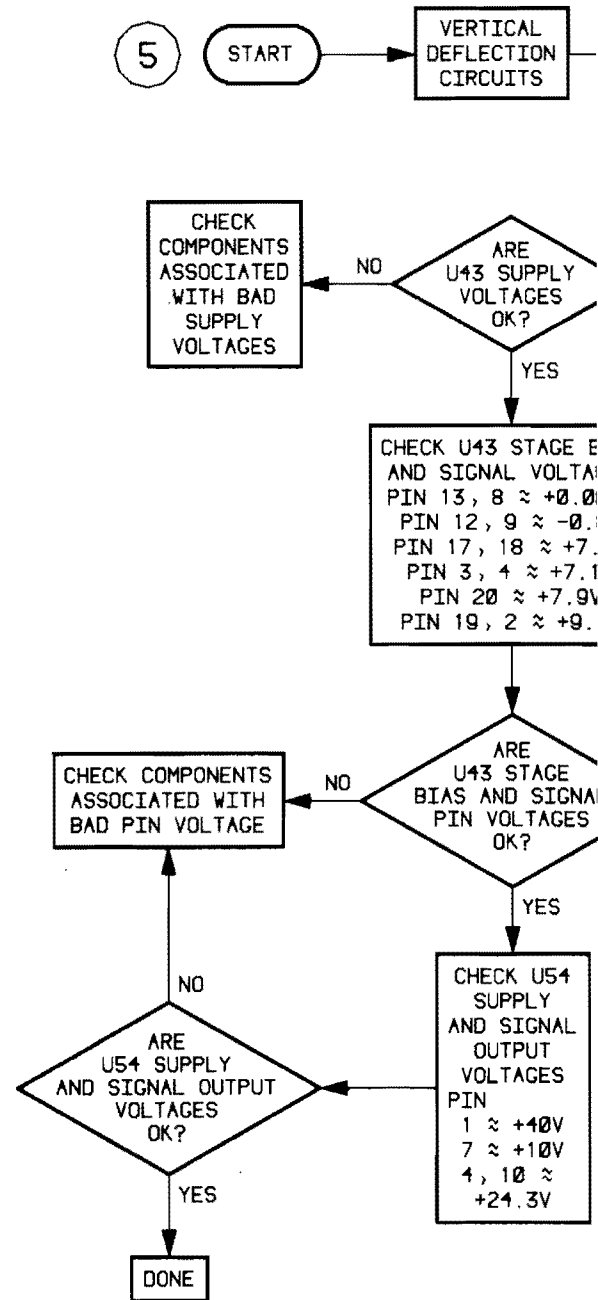 5
START
VERTICAL
DEFLECTION
CIRCUITS
CHECK
COMPONENTS
ASSOCIATED
WITH BAD
SUPPLY
VOLTAGES
NO
ARE
U43 SUPPLY
VOLTAGES
OK?
YES
CHECK U43 STAGE
AND SIGNAL
PIN 13, 8 ≈
PIN 12, 9 ≈
PIN 17, 18 ≈
PIN 3, 4 ≈ +7.1
PIN 20 ≈ +7.9V
PIN 19, 2 ≈
ARE
U43 STAGE
BIAS AND SIGNAL
PIN VOLTAGES
OK?
NO
CHECK COMPONENTS
ASSOCIATED WITH
BAD PIN VOLTAGE
YES
CHECK U54
SUPPLY
AND SIGNAL
OUTPUT
VOLTAGES
PIN
1 ≈ +40V
7 ≈ +10V
4, 10 ≈
+24.3V
NO
ARE
U54 SUPPLY
AND SIGNAL OUTPUT
VOLTAGES
OK?
YES
DONE